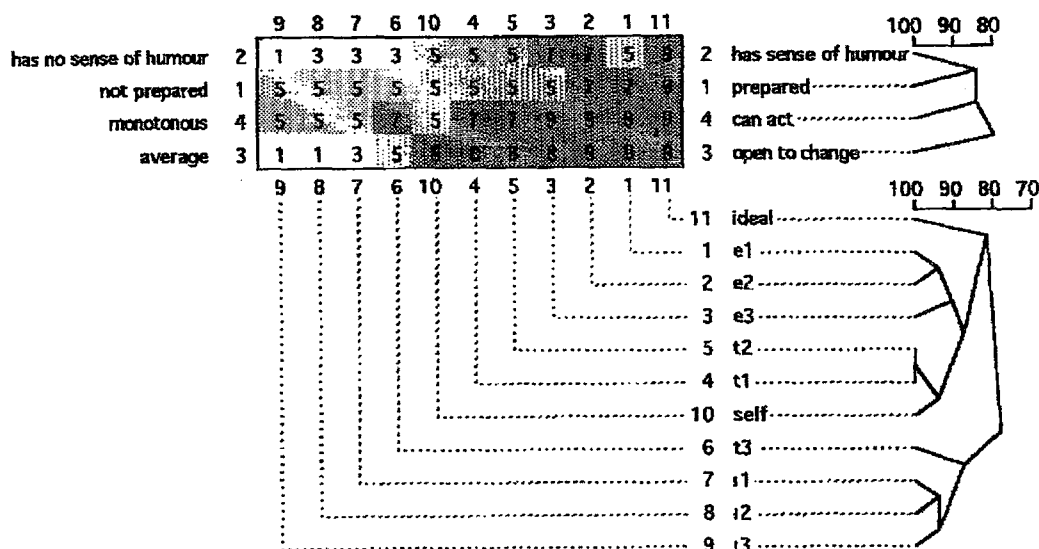 9 8 7 6 10 4 5 3 2 1 11
100 90 80
has no sense of humour 2 1 3 3 3 5 5 5 7 7 5 2 has sense of humour
not prepared 1 5 5 5 5 5 5 5 5 1 prepared
monotonous 4 5 5 5 7 5 7 7 9 4 can act
average 3 1 1 3 5 3 open to change
9 8 7 6 10 4 5 3 2 1 11
100 90 80 70
11 ideal
1 e1
2 e2
3 e3
5 t2
4 t1
10 self
6 t3
7
8
9